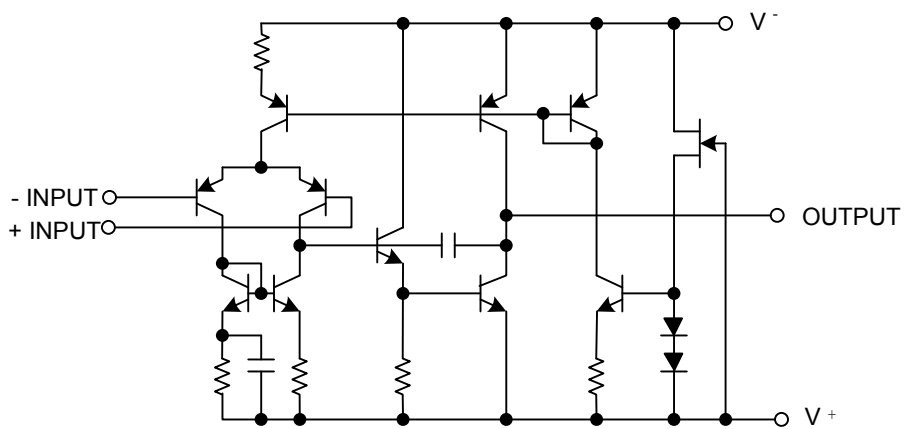 V -
- INPUT
+ INPUT
OUTPUT
V +